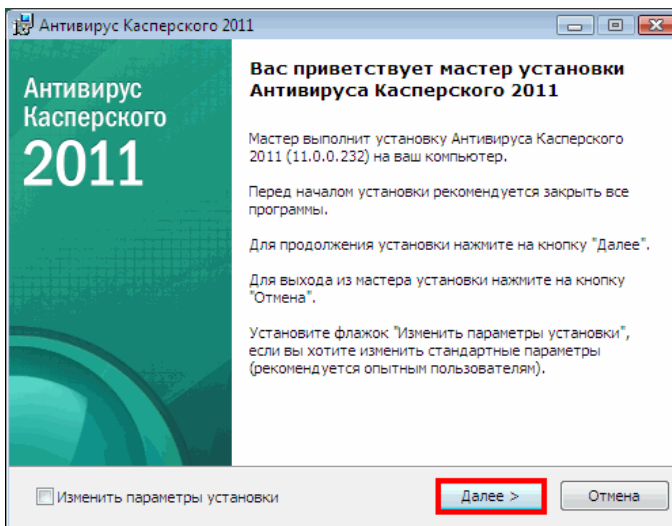 Антивирус Касперского 2011
Антивирус
Касперского
2011
Вас приветствует мастер установки
Антивируса Касперского 2011
Мастер выполнит установку Антивируса Касперского
2011 (11.0.0.232) на ваш компьютер.
Перед началом установки рекомендуется закрыть все
программы.
Для продолжения установки нажмите на кнопку "Далее".
Для выхода из мастера установки нажмите на кнопку
"Отмена".
Установите флажок "Изменить параметры установки",
если вы хотите изменить стандартные параметры
(рекомендуется опытным пользователям).
Изменить параметры установки
Далее >
Отмена